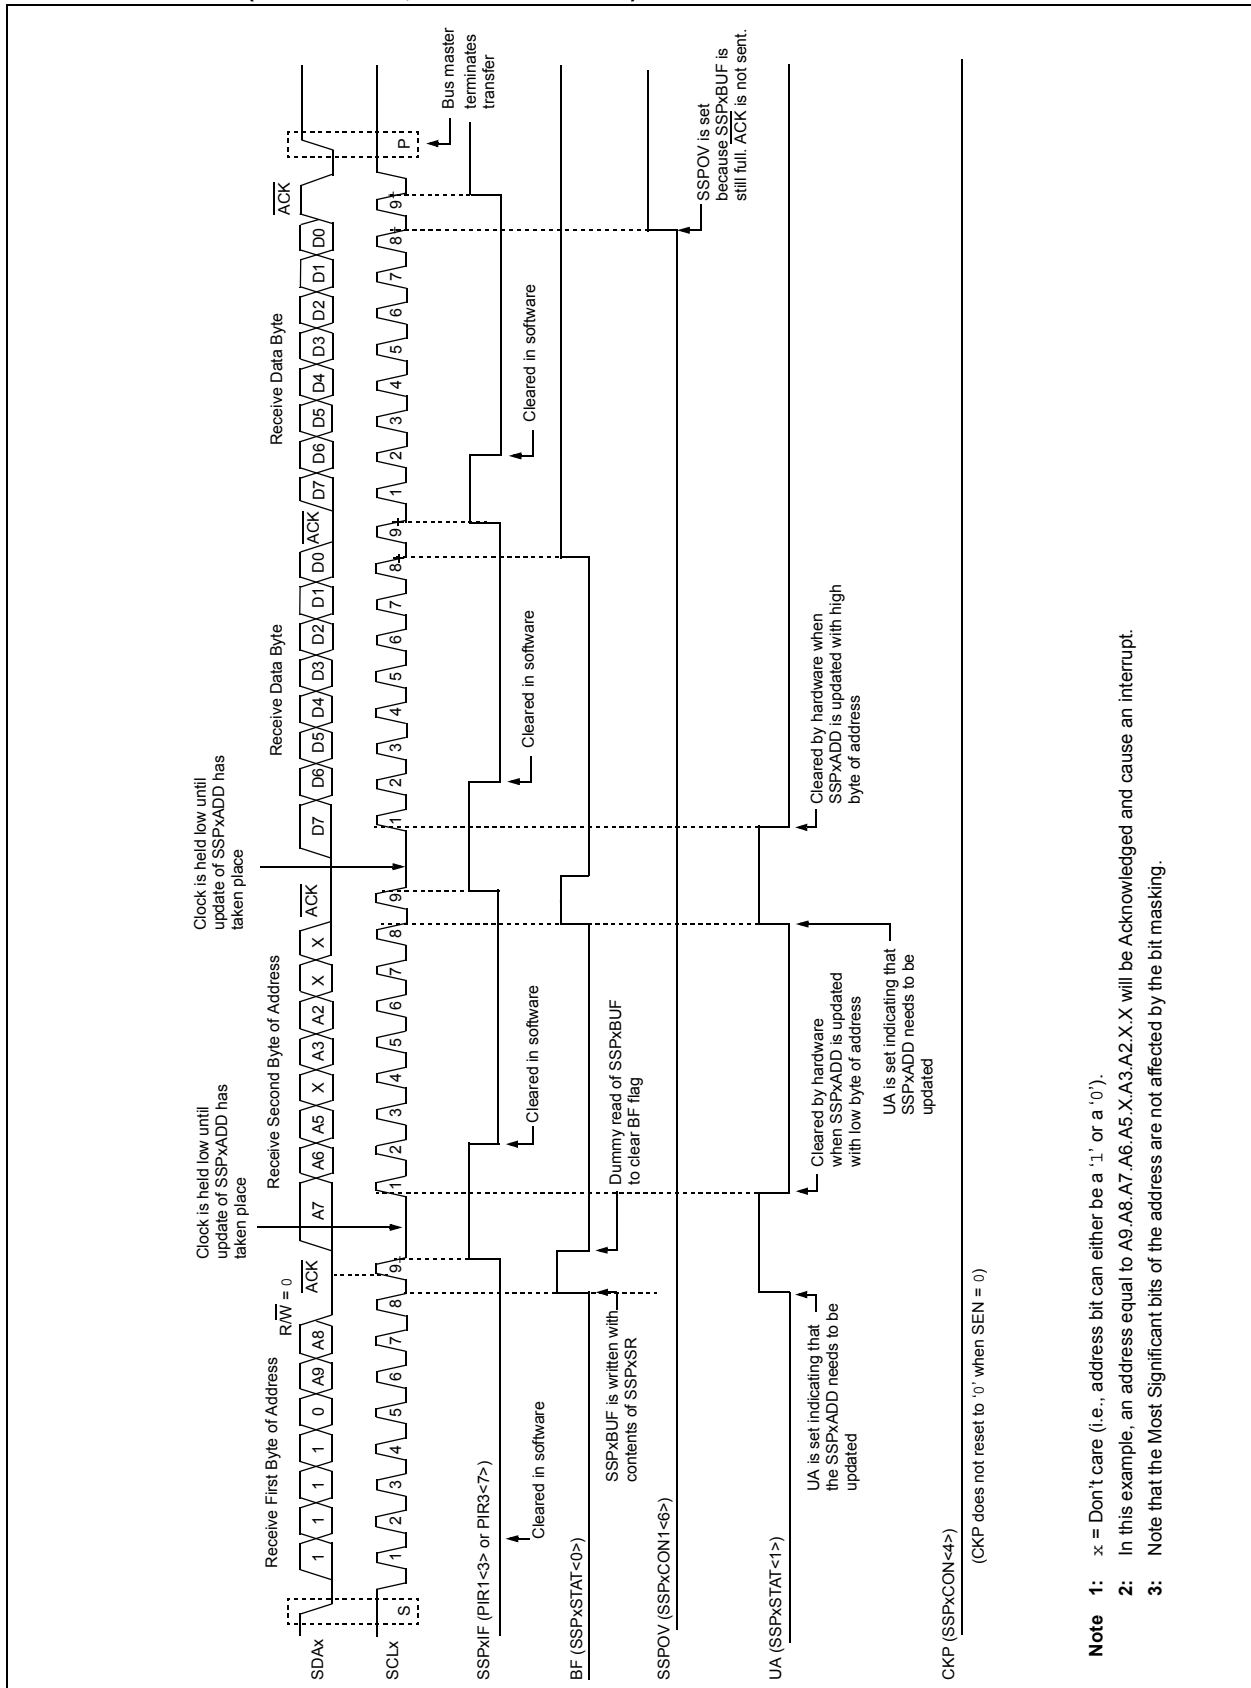 Receive First Byte of Address
R/W = 0
ACK
Clock is held low until
update of SSPxADD has
taken place
Receive Second Byte of Address
ACK
Clock is held low until
update of SSPxADD has
taken place
Receive Data Byte
ACK
Receive Data Byte
ACK
SDAx
S
1 1 1 1 0 A9 A8
A7 A6 A5 X A3 A2 X X
D7 D6 D5 D4 D3 D2 D1 D0
D7 D6 D5 D4 D3 D2 D1 D0
P
SCLx
1 2 3 4 5 6 7 8 9
1 2 3 4 5 6 7 8 9
1 2 3 4 5 6 7 8 9
1 2 3 4 5 6 7 8 9
Bus master
terminates
transfer
SSPxIF (PIR1<3> or PIR3<7>)
Cleared in software
Cleared in software
Cleared in software
Cleared in software
BF (SSPxSTAT<0>)
SSPxBUF is written with
contents of SSPxSR
Dummy read of SSPxBUF
to clear BF flag
SSPOV (SSPxCON1<6>)
SSPOV is set
because SSPxBUF is
still full. ACK is not sent.
UA (SSPxSTAT<1>)
UA is set indicating that
the SSPxADD needs to be
updated
Cleared by hardware
when SSPxADD is updated
with low byte of address
UA is set indicating that
SSPxADD needs to be
updated
Cleared by hardware when
SSPxADD is updated with high
byte of address
CKP (SSPxCON<4>)
(CKP does not reset to ‘0’ when SEN = 0)
Note 1: x = Don’t care (i.e., address bit can either be a ‘1’ or a ‘0’).
2: In this example, an address equal to A9.A8.A7.A6.A5.X.A3.A2.X.X will be Acknowledged and cause an interrupt.
3: Note that the Most Significant bits of the address are not affected by the bit masking.